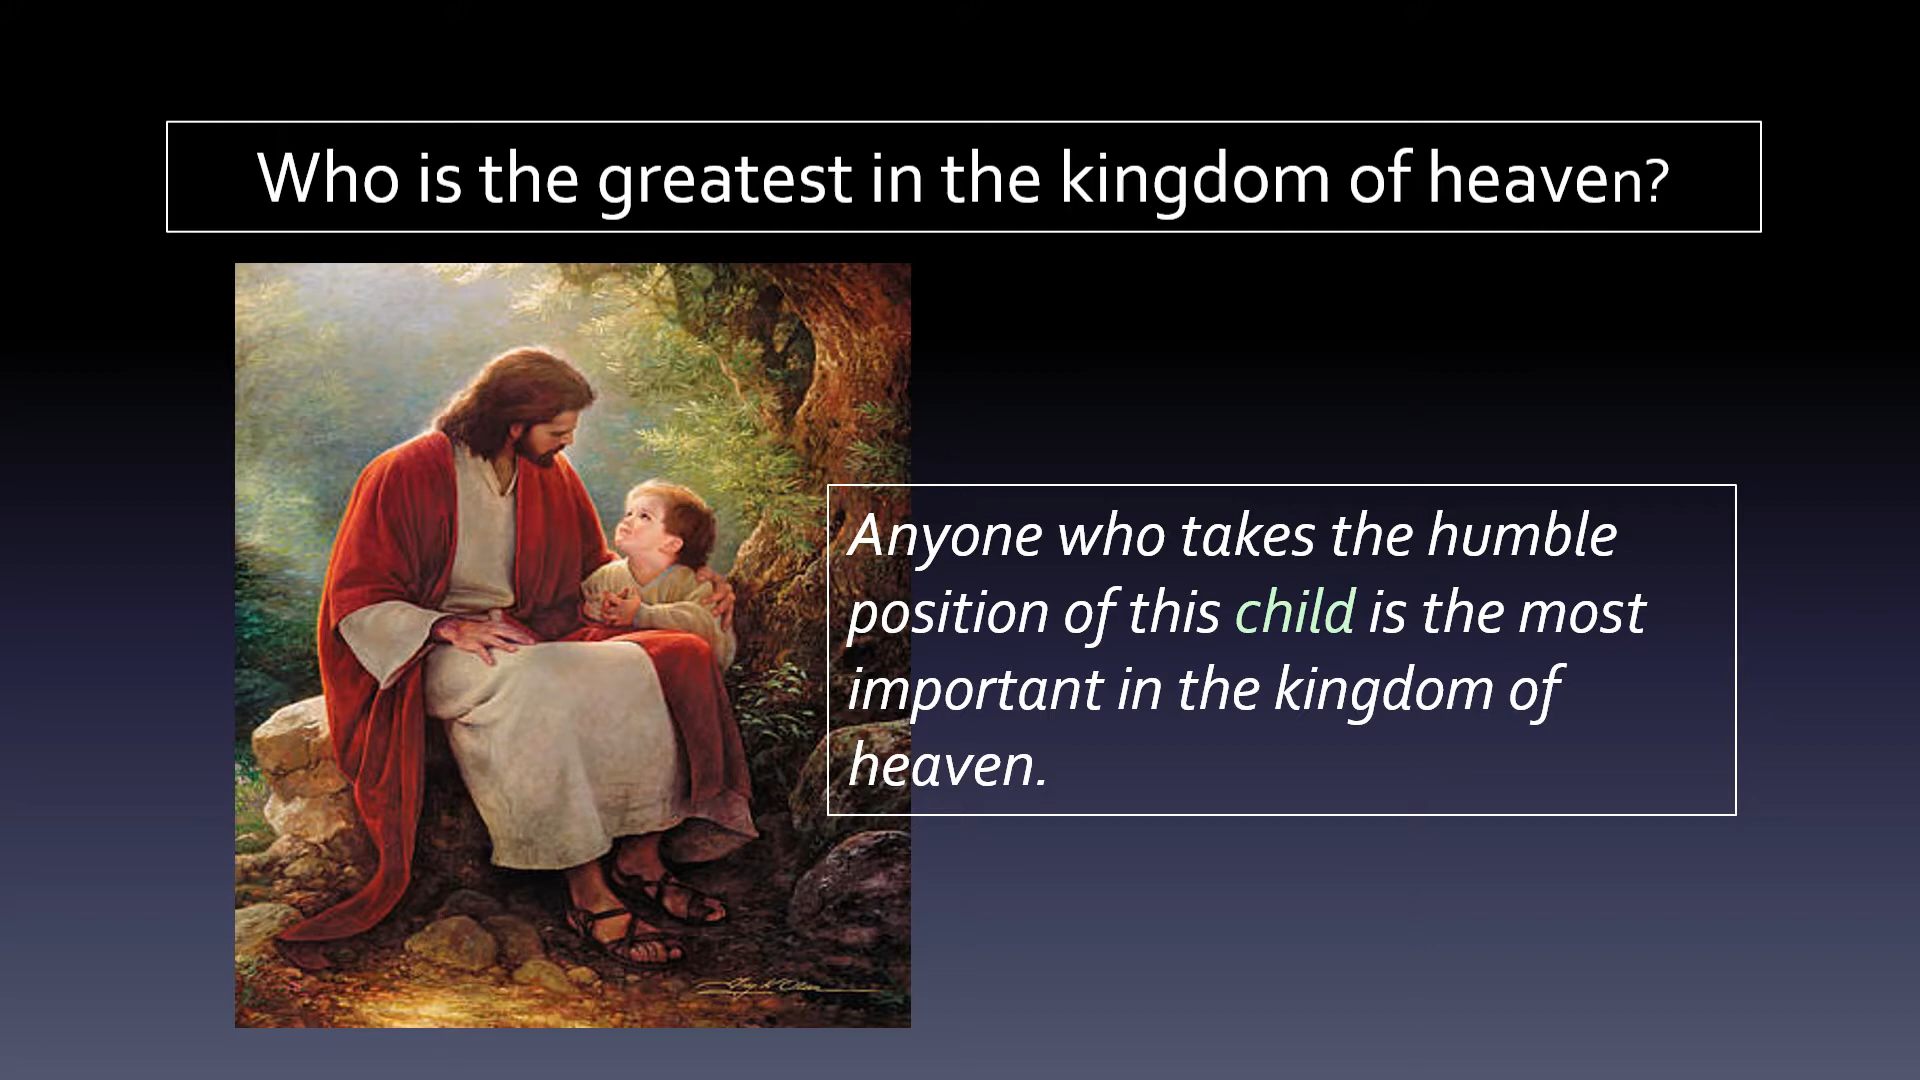 Who is the greatest in the kingdom of heaven?
Anyone who takes the humble
position of this child is the most
important in the kingdom of
heaven.